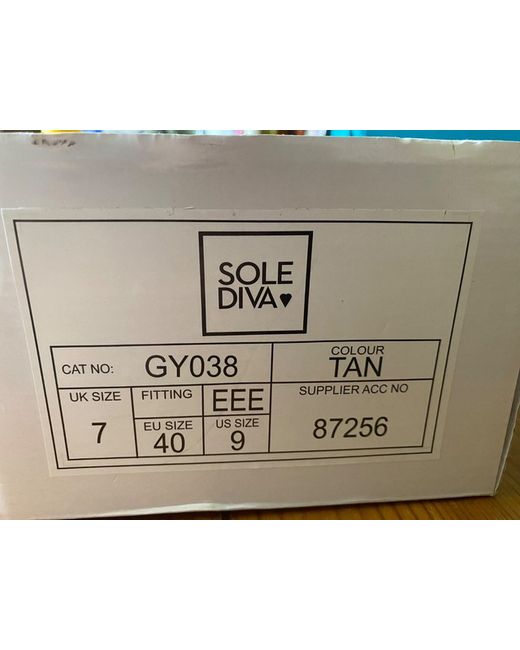 SOLE
DIVA♥
CAT NO: GY038
COLOUR
TAN
UK SIZE
7
FITTING EEE
EU SIZE
40
US SIZE
9
SUPPLIER ACC NO
87256